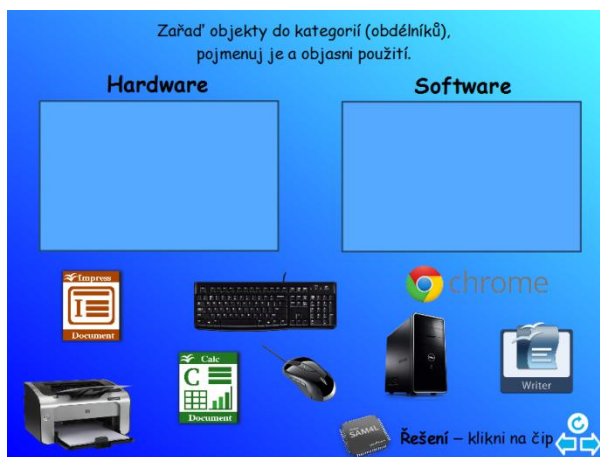 Zařaď objekty do kategorií (obdélníků),
pojmenuj je a objasni použití.
Hardware
Software
Impress
Document
chrome
Calc
Document
Writer
SAM4L
Řešení – klikni na čip